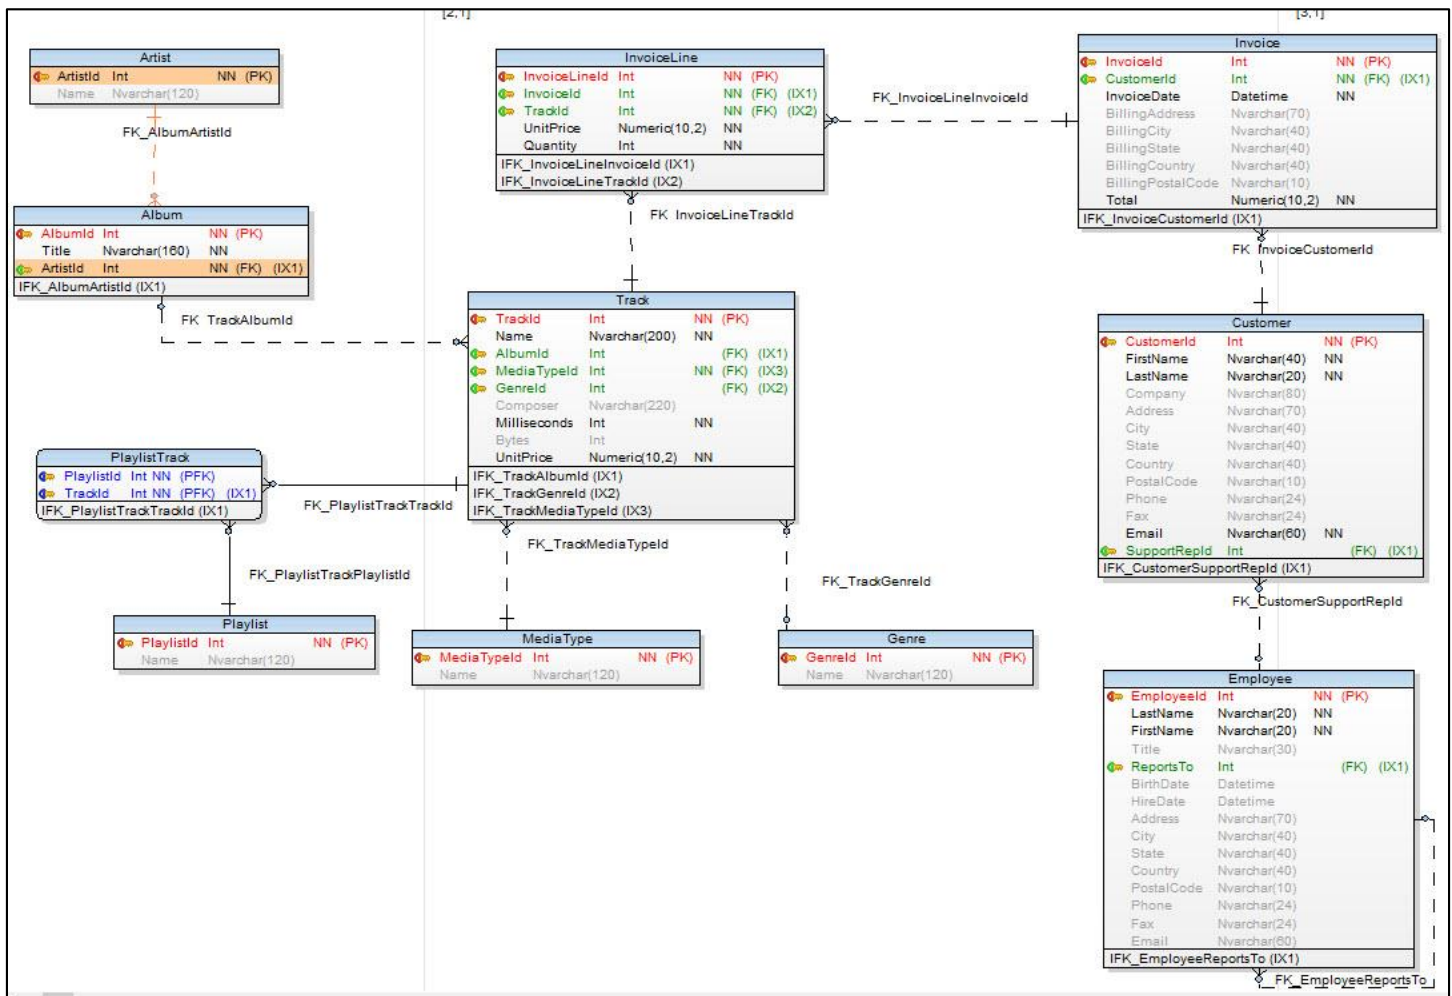 [2,1]
[3,1]
Artist
ArtistId Int NN (PK)
Name Nvarchar(120)
FK_AlbumArtistId
Album
AlbumId Int NN (PK)
Title Nvarchar(160) NN
ArtistId Int NN (FK) (IX1)
IFK_AlbumArtistId (IX1)
FK TrackAlbumId
InvoiceLine
InvoiceLineId Int NN (PK)
InvoiceId Int NN (FK) (IX1)
TrackId Int NN (FK) (IX2)
UnitPrice Numeric(10,2) NN
Quantity Int NN
IFK_InvoiceLineInvoiceId (IX1)
IFK_InvoiceLineTrackId (IX2)
FK_InvoiceLineInvoiceId
FK InvoiceLineTrackId
Invoice
InvoiceId Int NN (PK)
CustomerId Int NN (FK) (IX1)
InvoiceDate Datetime NN
BillingAddress Nvarchar(70)
BillingCity Nvarchar(40)
BillingState Nvarchar(40)
BillingCountry Nvarchar(40)
BillingPostalCode Nvarchar(10)
Total Numeric(10,2) NN
IFK_InvoiceCustomerId (IX1)
FK InvoiceCustomerId
Track
TrackId Int NN (PK)
Name Nvarchar(200) NN
AlbumId Int (FK) (IX1)
MediaTypeId Int NN (FK) (IX3)
GenreId Int (FK) (IX2)
Composer Nvarchar(220)
Milliseconds Int NN
Bytes Int
UnitPrice Numeric(10,2) NN
IFK_TrackAlbumId (IX1)
IFK_TrackGenreId (IX2)
IFK_TrackMediaTypeId (IX3)
Customer
CustomerId Int NN (PK)
FirstName Nvarchar(40) NN
LastName Nvarchar(20) NN
Company Nvarchar(80)
Address Nvarchar(70)
City Nvarchar(40)
State Nvarchar(40)
Country Nvarchar(40)
PostalCode Nvarchar(10)
Phone Nvarchar(24)
Fax Nvarchar(24)
Email Nvarchar(60) NN
SupportRepId Int (FK) (IX1)
IFK_CustomerSupportRepId (IX1)
FK_CustomerSupportRepId
PlaylistTrack
PlaylistId Int NN (PFK)
TrackId Int NN (PFK) (IX1)
IFK_PlaylistTrackTrackId (IX1)
FK_PlaylistTrackTrackId
FK_PlaylistTrackPlaylistId
FK_TrackMediaTypeId
FK_TrackGenreId
Playlist
PlaylistId Int NN (PK)
Name Nvarchar(120)
MediaType
MediaTypeId Int NN (PK)
Name Nvarchar(120)
Genre
GenreId Int NN (PK)
Name Nvarchar(120)
Employee
EmployeeId Int NN (PK)
LastName Nvarchar(20) NN
FirstName Nvarchar(20) NN
Title Nvarchar(30)
ReportsTo Int (FK) (IX1)
BirthDate Datetime
HireDate Datetime
Address Nvarchar(70)
City Nvarchar(40)
State Nvarchar(40)
Country Nvarchar(40)
PostalCode Nvarchar(10)
Phone Nvarchar(24)
Fax Nvarchar(24)
Email Nvarchar(60)
IFK_EmployeeReportsTo (IX1)
FK_EmployeeReportsTo